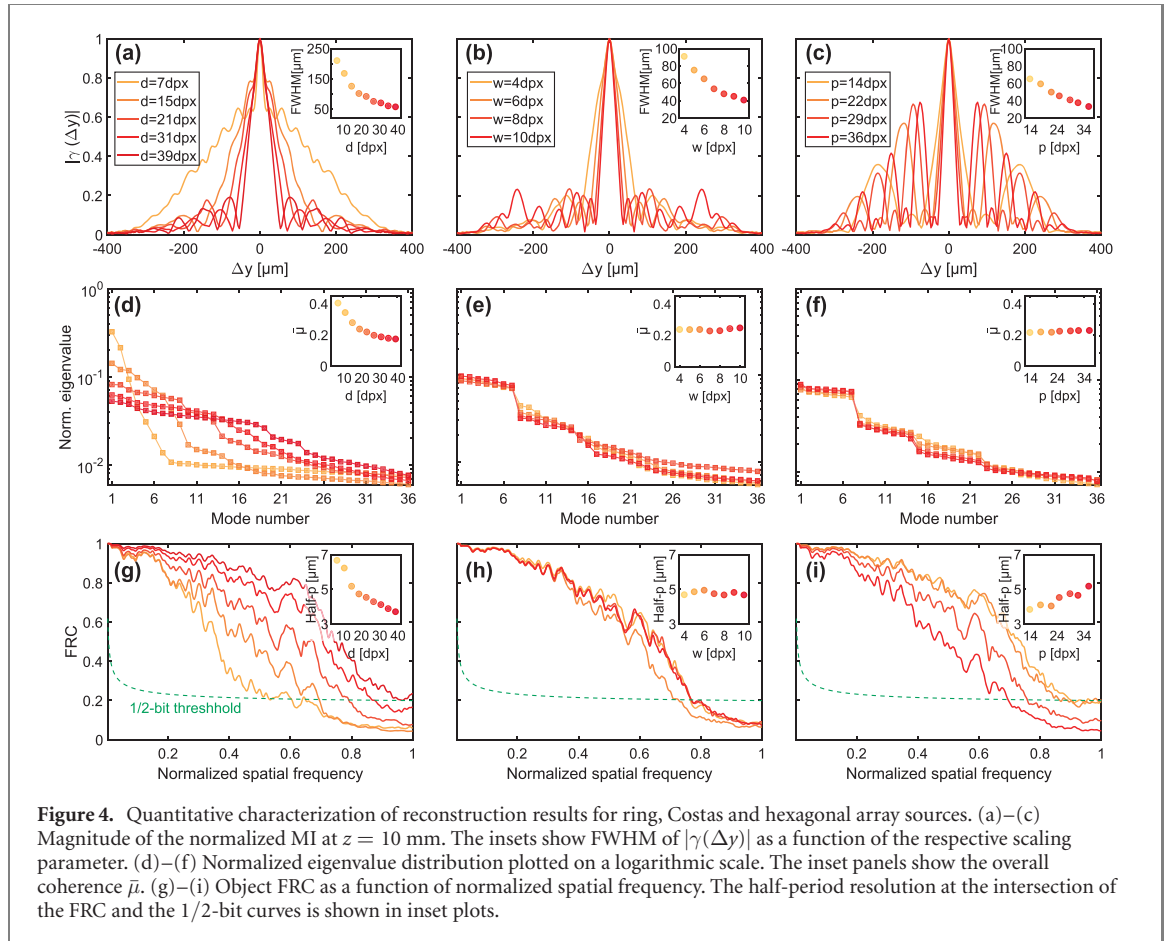 (a)
1
0.8
0.6
0.4
0.2
0
|γ(Δy)|
d=7dpx
d=15dpx
d=21dpx
d=31dpx
d=39dpx
FWHM[µm]
250
150
50
10 20 30 40
d [dpx]
-400 -200 0 200 400
Δy [µm]
(b)
w=4dpx
w=6dpx
w=8dpx
w=10dpx
FWHM[µm]
100
80
60
40
20
4 6 8 10
w [dpx]
-400 -200 0 200 400
Δy [µm]
(c)
p=14dpx
p=22dpx
p=29dpx
p=36dpx
FWHM[µm]
100
80
60
40
20
14 24 34
p [dpx]
-400 -200 0 200 400
Δy [µm]
(d)
10⁰
10⁻¹
10⁻²
Norm. eigenvalue
μ̄
0.4
0.2
0
10 20 30 40
d [dpx]
1 6 11 16 21 26 31 36
Mode number
(e)
μ̄
0.4
0.2
0
4 6 8 10
w [dpx]
1 6 11 16 21 26 31 36
Mode number
(f)
μ̄
0.4
0.2
0
14 24 34
p [dpx]
1 6 11 16 21 26 31 36
Mode number
(g)
1
0.8
0.6
0.4
0.2
0
FRC
Half-p [µm]
7
5
3
10 20 30 40
d [dpx]
1/2-bit threshhold
0.2 0.4 0.6 0.8 1
Normalized spatial frequency
(h)
Half-p [µm]
7
5
3
4 6 8 10
w [dpx]
0.2 0.4 0.6 0.8 1
Normalized spatial frequency
(i)
Half-p [µm]
7
5
3
14 24 34
p [dpx]
0.2 0.4 0.6 0.8 1
Normalized spatial frequency
Figure 4. Quantitative characterization of reconstruction results for ring, Costas and hexagonal array sources. (a)–(c)
Magnitude of the normalized MI at z = 10 mm. The insets show FWHM of |γ(Δy)| as a function of the respective scaling
parameter. (d)–(f) Normalized eigenvalue distribution plotted on a logarithmic scale. The inset panels show the overall
coherence μ̄. (g)–(i) Object FRC as a function of normalized spatial frequency. The half-period resolution at the intersection of
the FRC and the 1/2-bit curves is shown in inset plots.